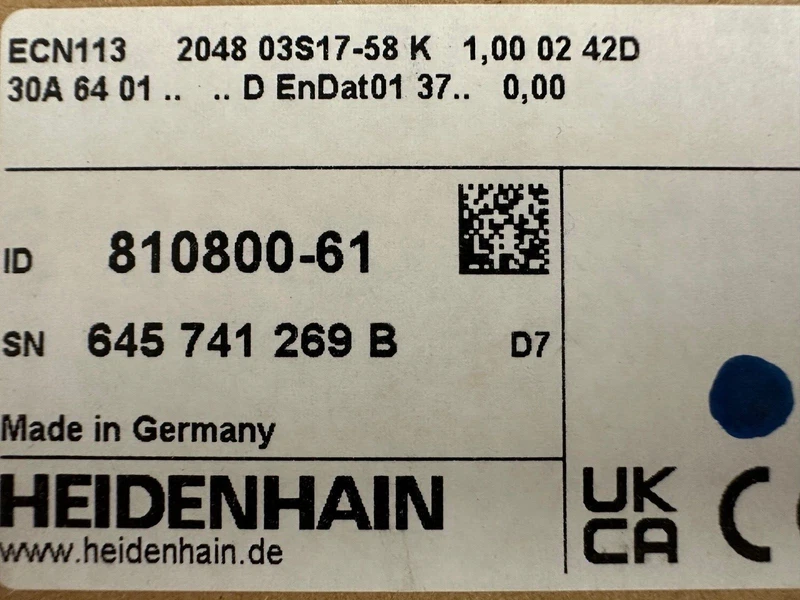 ECN113 2048 03S17-58 K 1,00 02 42D
30A 64 01 .. .. D EnDat01 37.. 0,00
ID 810800-61
SN 645 741 269 B D7
Made in Germany
HEIDENHAIN
www.heidenhain.de
UK
CA
C